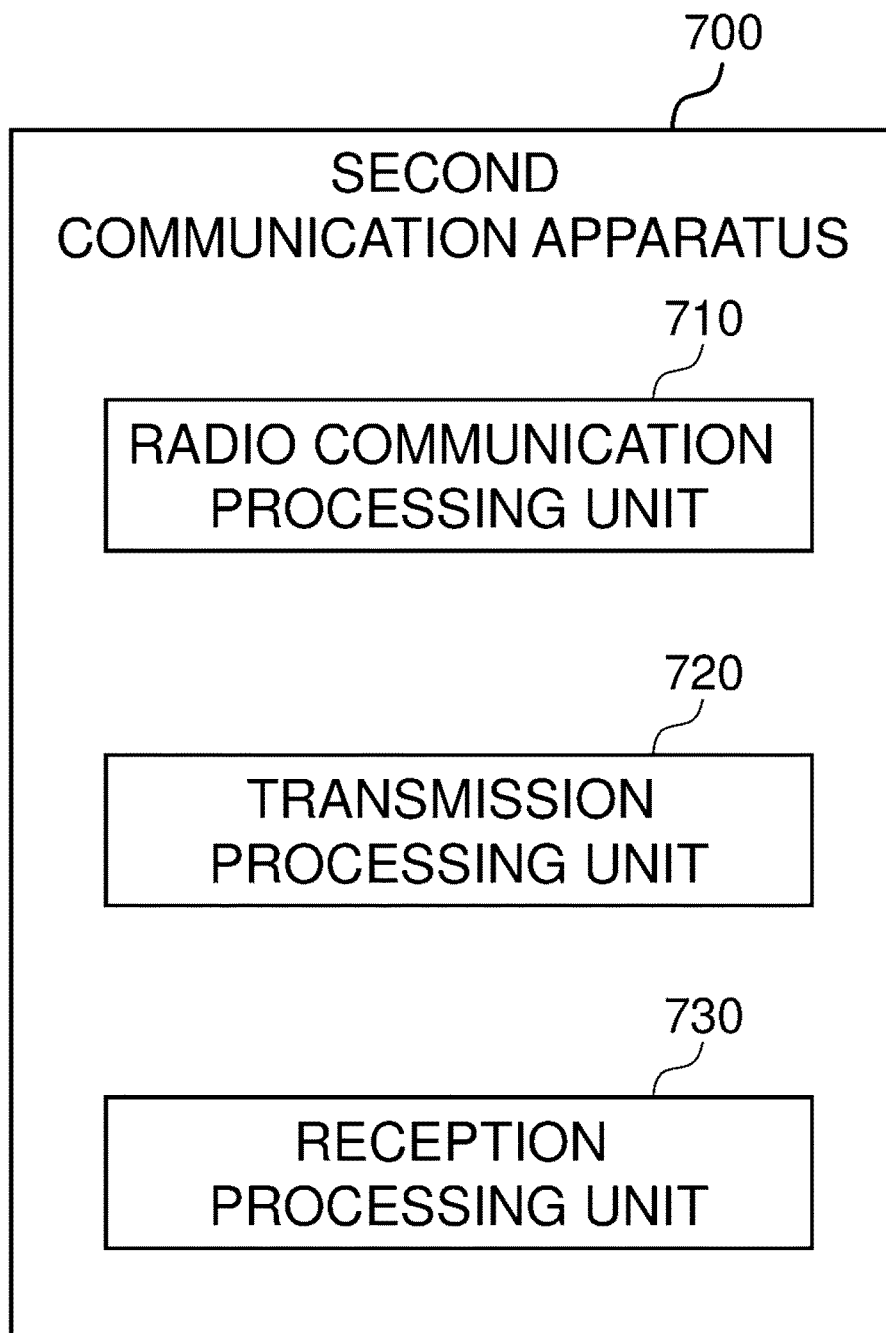 700
SECOND
COMMUNICATION APPARATUS
710
RADIO COMMUNICATION
PROCESSING UNIT
720
TRANSMISSION
PROCESSING UNIT
730
RECEPTION
PROCESSING UNIT